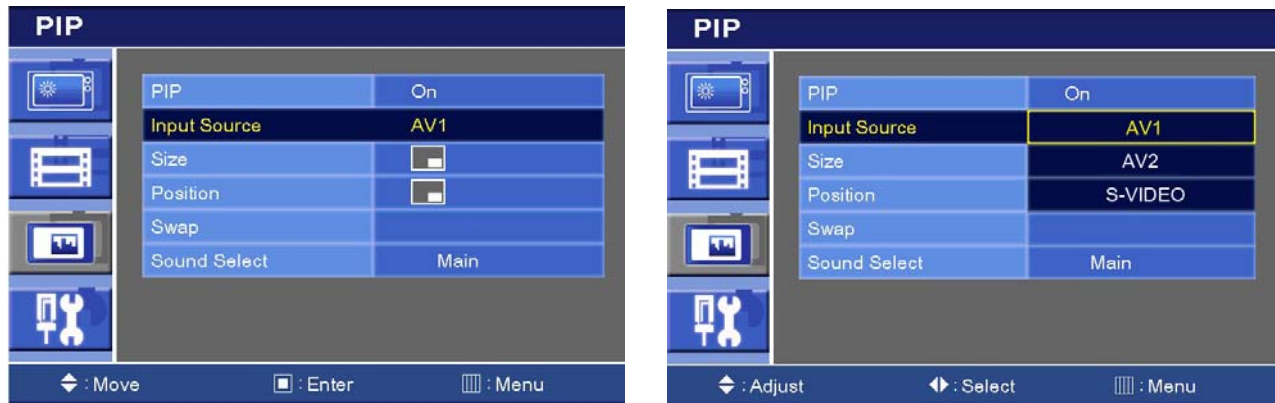 PIP
PIP On
Input Source AV1
Size
Position
Swap
Sound Select Main
: Move : Enter : Menu
PIP
PIP On
Input Source AV1
Size AV2
Position S-VIDEO
Swap
Sound Select Main
: Adjust : Select : Menu